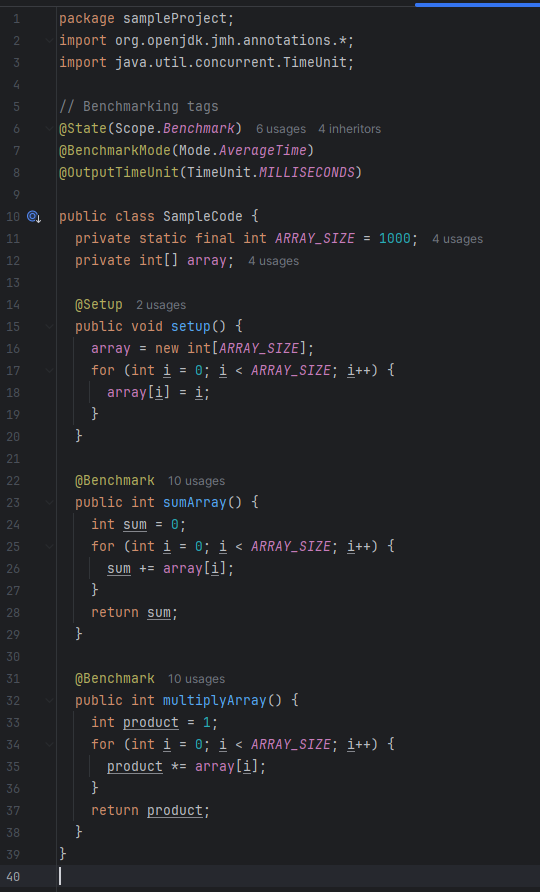 1 package sampleProject;
2 import org.openjdk.jmh.annotations.*;
3 import java.util.concurrent.TimeUnit;
4
5 // Benchmarking tags
6 @State(Scope.Benchmark) 6 usages 4 inheritors
7 @BenchmarkMode(Mode.AverageTime)
8 @OutputTimeUnit(TimeUnit.MILLISECONDS)
9
10 public class SampleCode {
11 private static final int ARRAY_SIZE = 1000; 4 usages
12 private int[] array; 4 usages
13
14 @Setup 2 usages
15 public void setup() {
16 array = new int[ARRAY_SIZE];
17 for (int i = 0; i < ARRAY_SIZE; i++) {
18 array[i] = i;
19 }
20 }
21
22 @Benchmark 10 usages
23 public int sumArray() {
24 int sum = 0;
25 for (int i = 0; i < ARRAY_SIZE; i++) {
26 sum += array[i];
27 }
28 return sum;
29 }
30
31 @Benchmark 10 usages
32 public int multiplyArray() {
33 int product = 1;
34 for (int i = 0; i < ARRAY_SIZE; i++) {
35 product *= array[i];
36 }
37 return product;
38 }
39 }
40